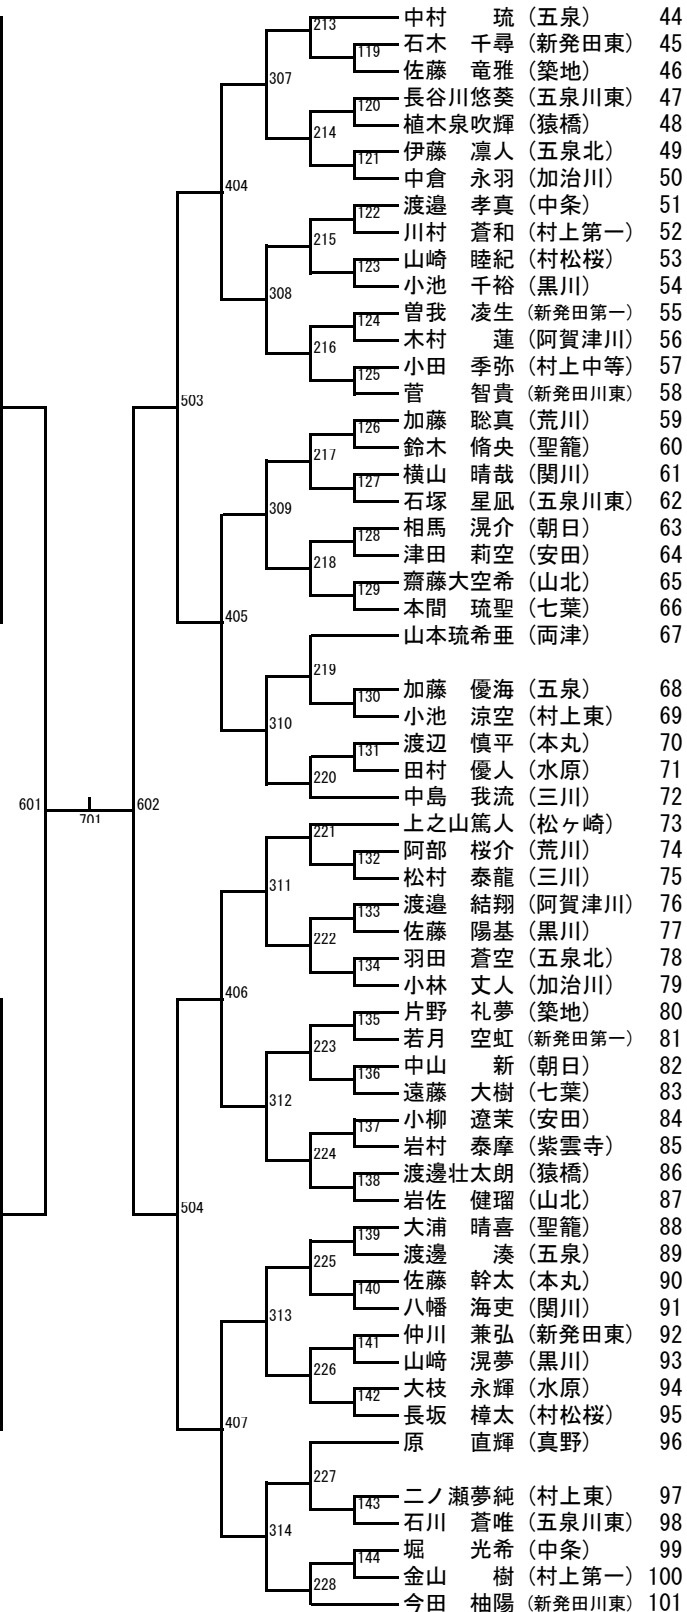 213 中村 琉 (五泉) 44
石木 千尋 (新発田東) 45
119
佐藤 竜雅 (築地) 46
307
長谷川悠葵 (五泉川東) 47
120
植木泉吹輝 (猿橋) 48
214
伊藤 凛人 (五泉北) 49
121
中倉 永羽 (加治川) 50
404
渡邉 孝真 (中条) 51
122
川村 蒼和 (村上第一) 52
215
山崎 睦紀 (村松桜) 53
123
小池 千裕 (黒川) 54
308
曽我 凌生 (新発田第一) 55
124
木村 蓮 (阿賀津川) 56
216
小田 季弥 (村上中等) 57
125
菅 智貴 (新発田川東) 58
503
加藤 聡真 (荒川) 59
126
鈴木 脩央 (聖籠) 60
217
横山 晴哉 (関川) 61
127
石塚 星凪 (五泉川東) 62
309
相馬 滉介 (朝日) 63
128
津田 莉空 (安田) 64
218
齋藤大空希 (山北) 65
129
本間 琉聖 (七葉) 66
405
山本琉希亜 (両津) 67
219
加藤 優海 (五泉) 68
130
小池 涼空 (村上東) 69
310
渡辺 慎平 (本丸) 70
131
田村 優人 (水原) 71
220
中島 我流 (三川) 72
601 602
701
上之山篤人 (松ヶ崎) 73
221
阿部 桜介 (荒川) 74
132
松村 泰龍 (三川) 75
311
渡邉 結翔 (阿賀津川) 76
133
佐藤 陽基 (黒川) 77
222
羽田 蒼空 (五泉北) 78
134
小林 丈人 (加治川) 79
406
片野 礼夢 (築地) 80
135
若月 空虹 (新発田第一) 81
223
中山 新 (朝日) 82
136
遠藤 大樹 (七葉) 83
312
小柳 遼茉 (安田) 84
137
岩村 泰摩 (紫雲寺) 85
224
渡邊壮太朗 (猿橋) 86
138
岩佐 健瑠 (山北) 87
504
大浦 晴喜 (聖籠) 88
139
渡邊 湊 (五泉) 89
225
佐藤 幹太 (本丸) 90
140
八幡 海吏 (関川) 91
313
仲川 兼弘 (新発田東) 92
141
山﨑 滉夢 (黒川) 93
226
大枝 永輝 (水原) 94
142
長坂 樟太 (村松桜) 95
407
原 直輝 (真野) 96
227
二ノ瀬夢純 (村上東) 97
143
石川 蒼唯 (五泉川東) 98
314
堀 光希 (中条) 99
144
金山 樹 (村上第一) 100
228
今田 柚陽 (新発田川東) 101